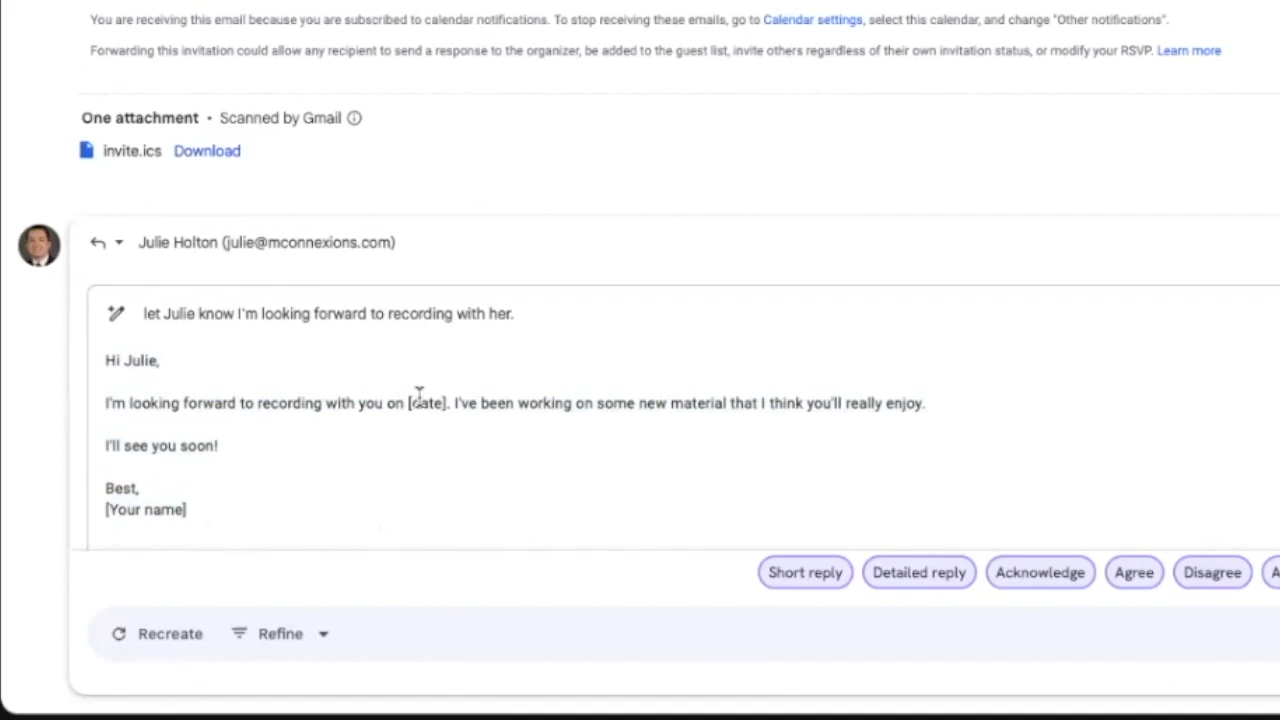 You are receiving this email because you are subscribed to calendar notifications. To stop receiving these emails, go to Calendar settings, select this calendar, and change "Other notifications".
Forwarding this invitation could allow any recipient to send a response to the organizer, be added to the guest list, invite others regardless of their own invitation status, or modify your RSVP. Learn more
One attachment • Scanned by Gmail
invite.ics Download
Julie Holton (julie@mconnexions.com)
let Julie know I'm looking forward to recording with her.
Hi Julie,
I'm looking forward to recording with you on [date]. I've been working on some new material that I think you'll really enjoy.
I'll see you soon!
Best,
[Your name]
Short reply Detailed reply Acknowledge Agree Disagree
Recreate Refine